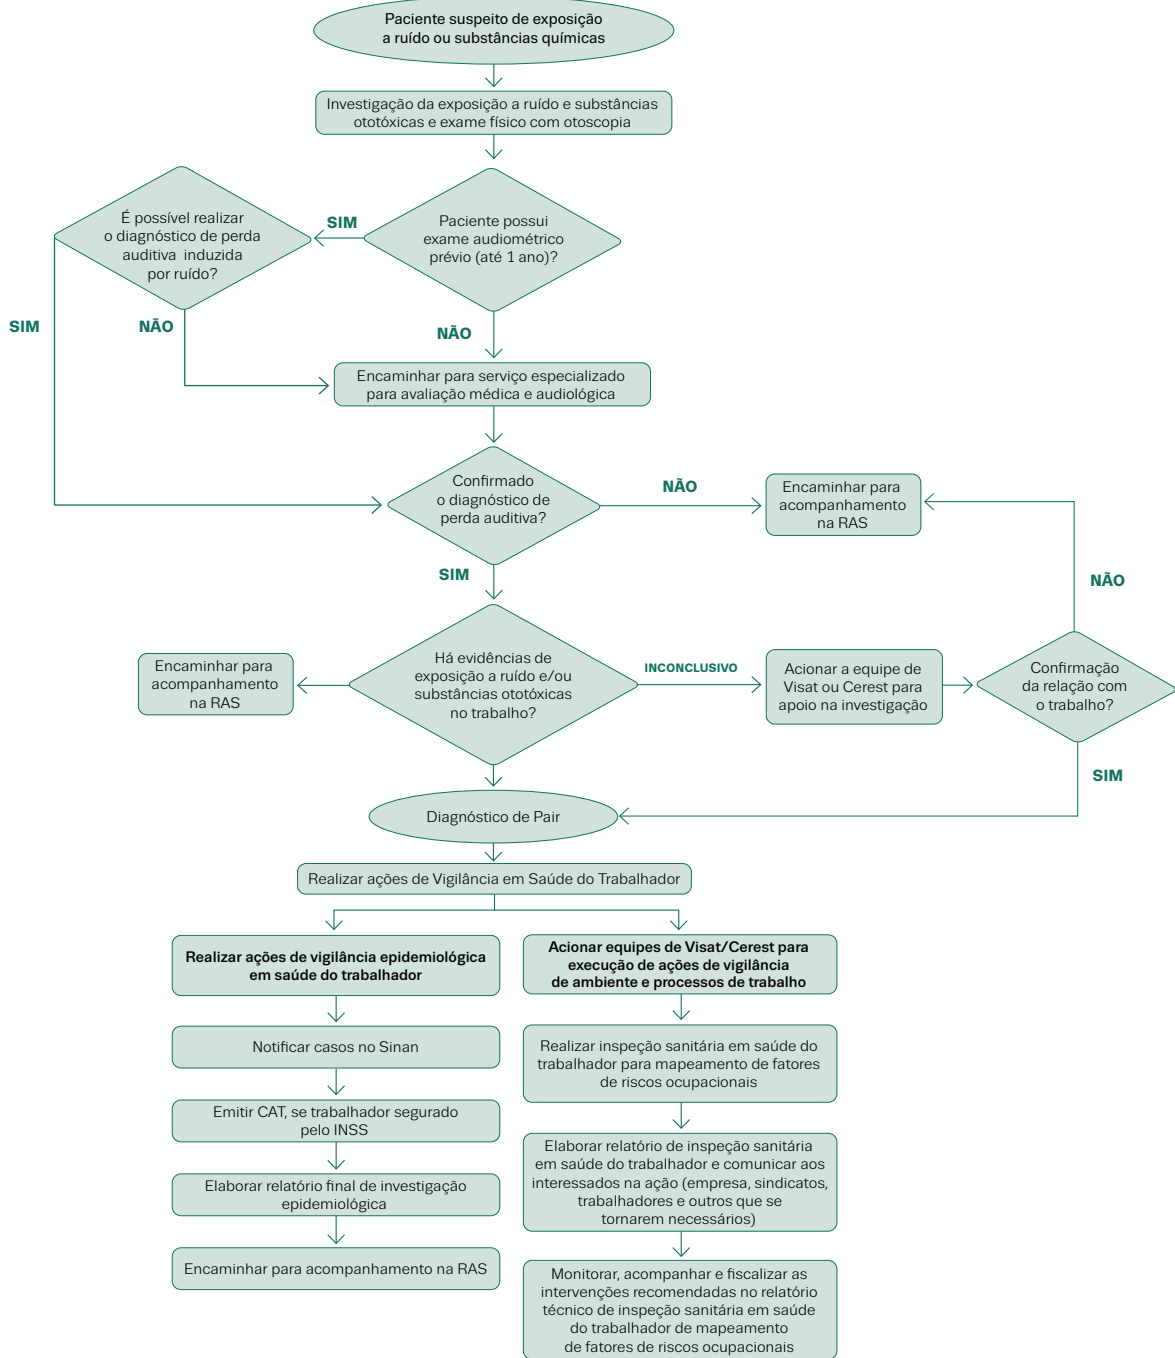 Paciente suspeito de exposição
a ruído ou substâncias químicas
Investigação da exposição a ruído e substâncias
ototóxicas e exame físico com otoscopia
Paciente possui
exame audiométrico
prévio (até 1 ano)?
SIM
É possível realizar
o diagnóstico de perda
auditiva induzida
por ruído?
SIM
NÃO
NÃO
Encaminhar para serviço especializado
para avaliação médica e audiológica
Confirmado
o diagnóstico de
perda auditiva?
NÃO
Encaminhar para
acompanhamento
na RAS
SIM
NÃO
Há evidências de
exposição a ruído e/ou
substâncias ototóxicas
no trabalho?
Encaminhar para
acompanhamento
na RAS
INCONCLUSIVO
Acionar a equipe de
Visat ou Cerest para
apoio na investigação
Confirmação
da relação com
o trabalho?
SIM
Diagnóstico de Pair
Realizar ações de Vigilância em Saúde do Trabalhador
Realizar ações de vigilância epidemiológica
em saúde do trabalhador
Notificar casos no Sinan
Emitir CAT, se trabalhador segurado
pelo INSS
Elaborar relatório final de investigação
epidemiológica
Encaminhar para acompanhamento na RAS
Acionar equipes de Visat/Cerest para
execução de ações de vigilância
de ambiente e processos de trabalho
Realizar inspeção sanitária em saúde do
trabalhador para mapeamento de fatores
de riscos ocupacionais
Elaborar relatório de inspeção sanitária
em saúde do trabalhador e comunicar aos
interessados na ação (empresa, sindicatos,
trabalhadores e outros que se
tornarem necessários)
Monitorar, acompanhar e fiscalizar as
intervenções recomendadas no relatório
técnico de inspeção sanitária em saúde
do trabalhador de mapeamento
de fatores de riscos ocupacionais